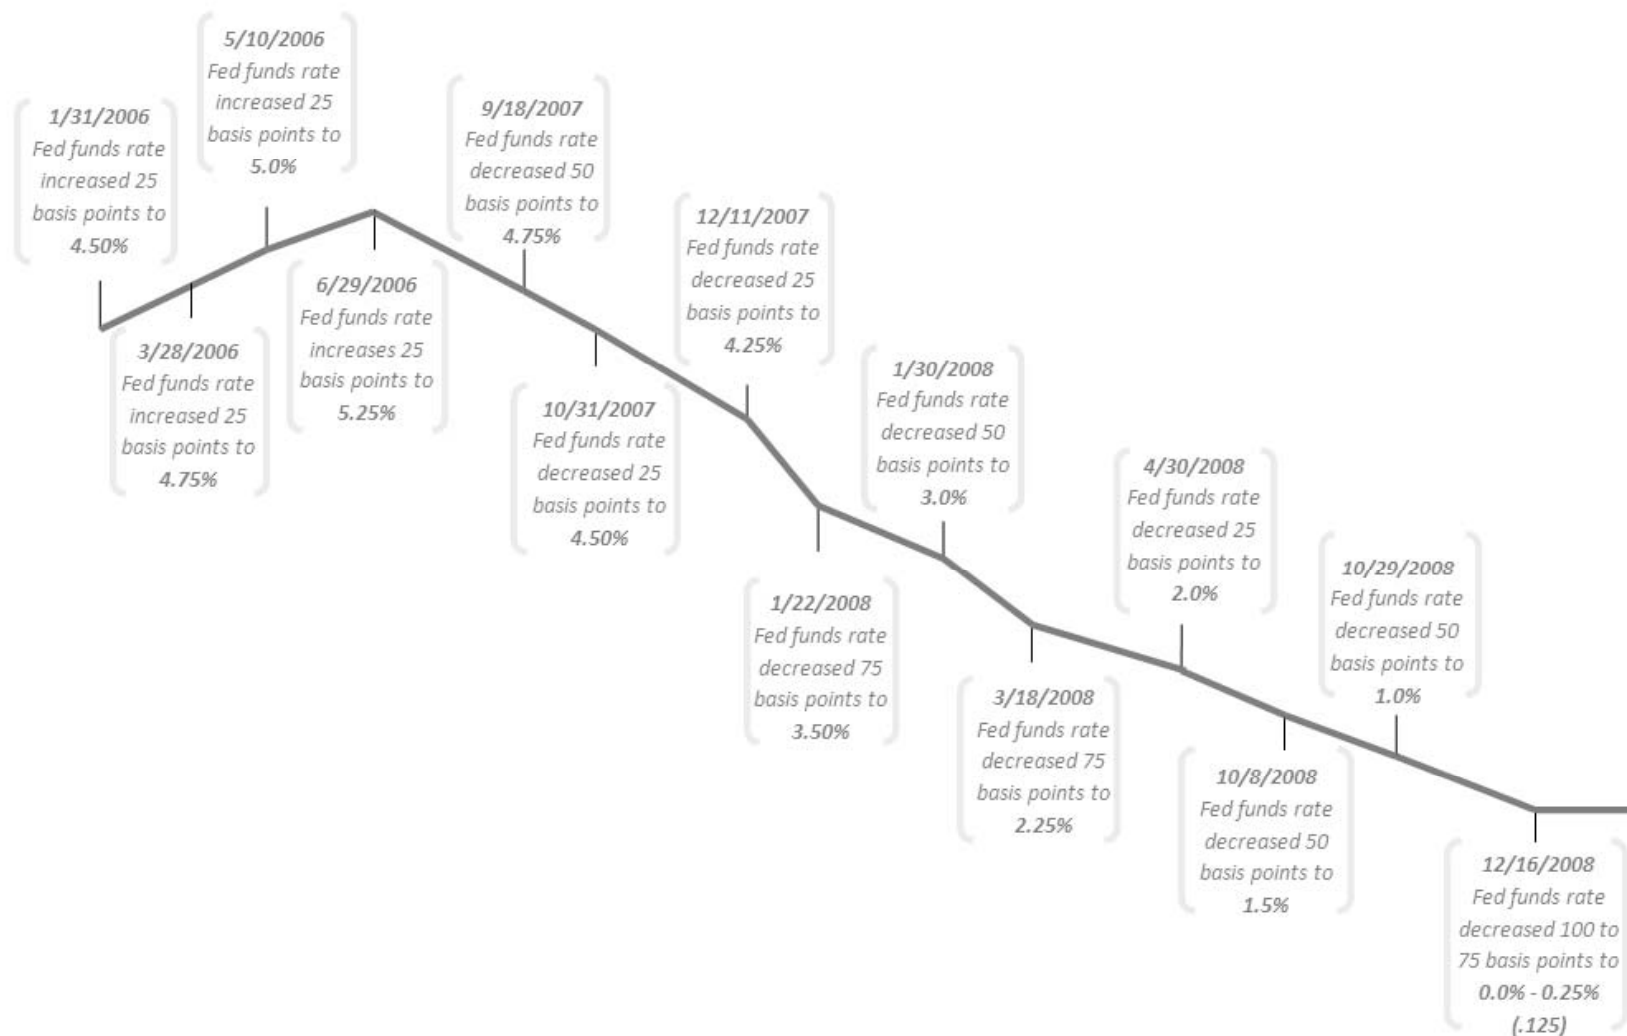 1/31/2006
Fed funds rate
increased 25
basis points to
4.50%
3/28/2006
Fed funds rate
increased 25
basis points to
4.75%
5/10/2006
Fed funds rate
increased 25
basis points to
5.0%
6/29/2006
Fed funds rate
increases 25
basis points to
5.25%
9/18/2007
Fed funds rate
decreased 50
basis points to
4.75%
10/31/2007
Fed funds rate
decreased 25
basis points to
4.50%
12/11/2007
Fed funds rate
decreased 25
basis points to
4.25%
1/22/2008
Fed funds rate
decreased 75
basis points to
3.50%
1/30/2008
Fed funds rate
decreased 50
basis points to
3.0%
3/18/2008
Fed funds rate
decreased 75
basis points to
2.25%
4/30/2008
Fed funds rate
decreased 25
basis points to
2.0%
10/8/2008
Fed funds rate
decreased 50
basis points to
1.5%
10/29/2008
Fed funds rate
decreased 50
basis points to
1.0%
12/16/2008
Fed funds rate
decreased 100 to
75 basis points to
0.0% - 0.25%
(.125)